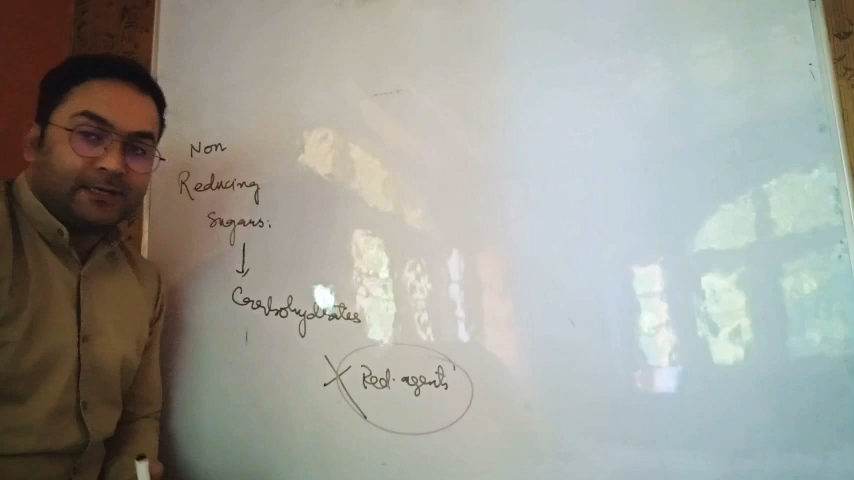 Non
Reducing
Sugars:
↓
Carbohydrates
X Red. agents